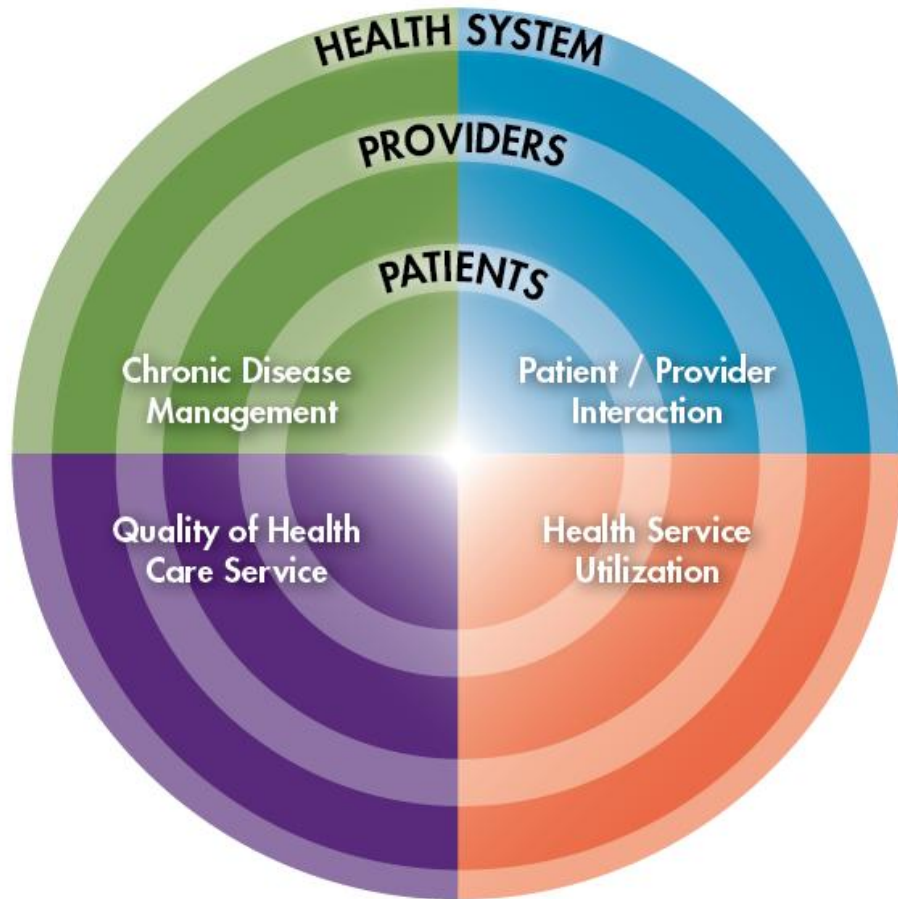 HEALTH SYSTEM
PROVIDERS
PATIENTS
Chronic Disease
Management
Patient / Provider
Interaction
Quality of Health
Care Service
Health Service
Utilization